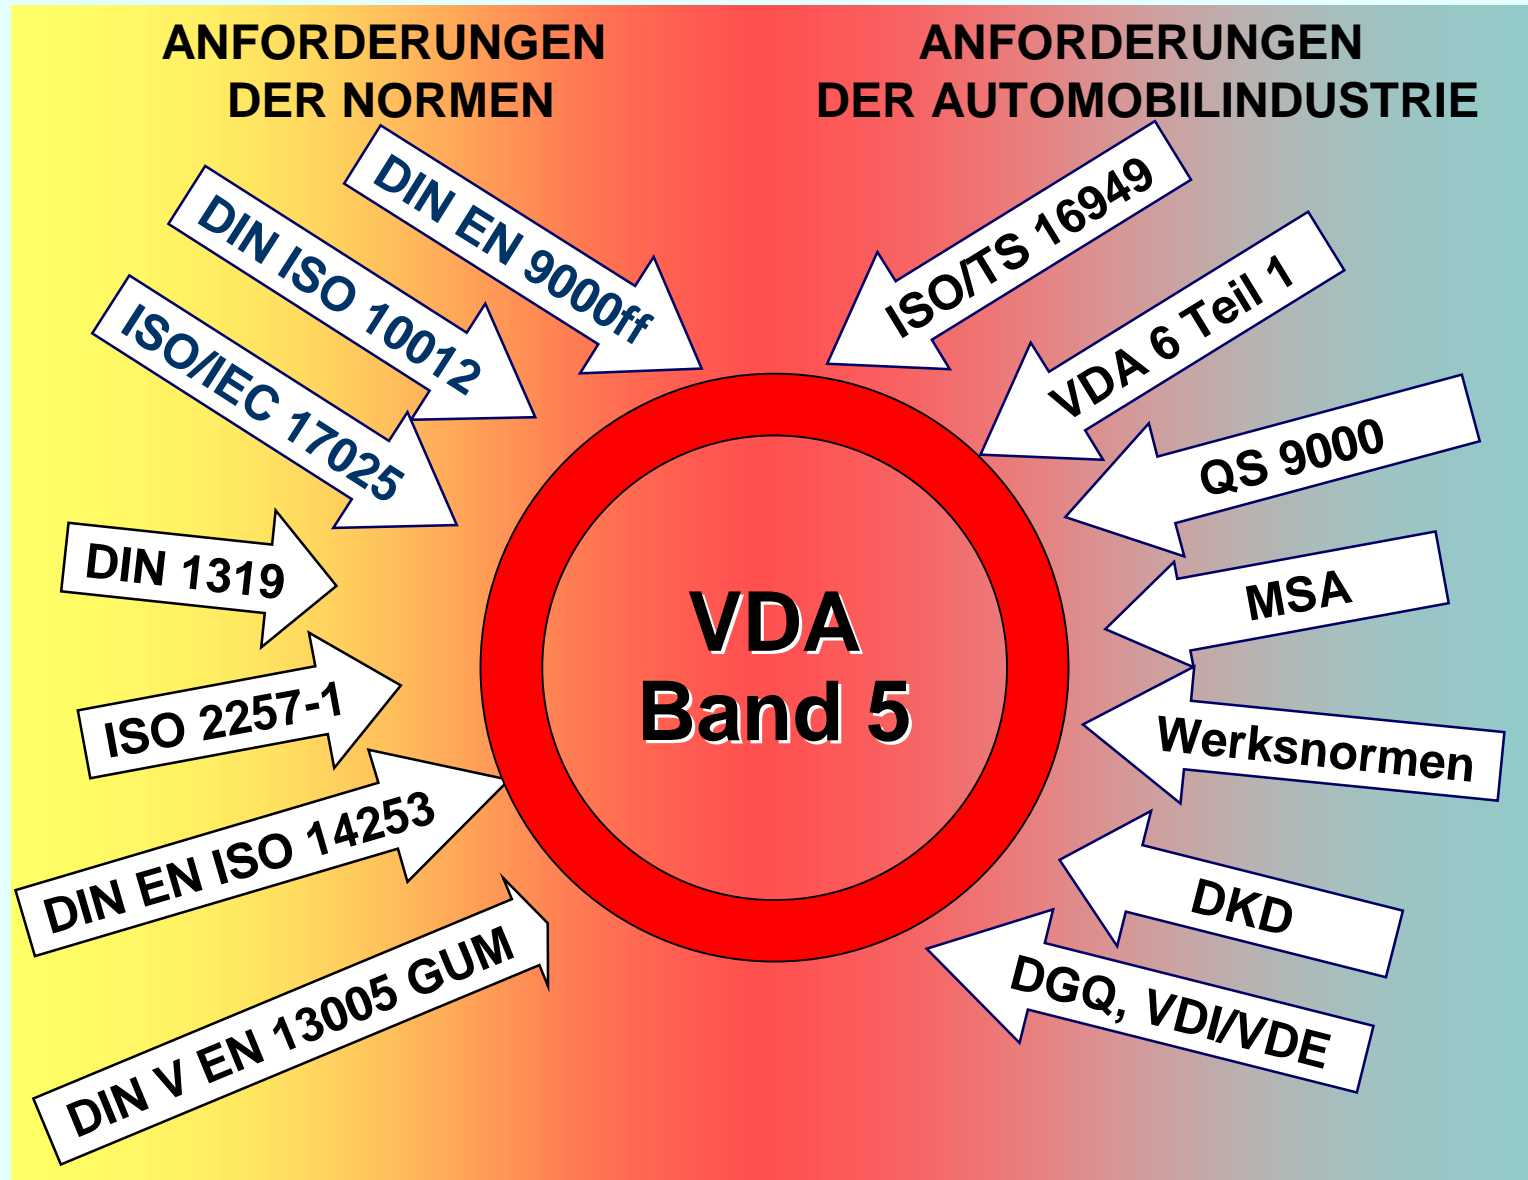 ANFORDERUNGEN
DER NORMEN
ANFORDERUNGEN
DER AUTOMOBILINDUSTRIE
DIN EN 9000ff
DIN ISO 10012
ISO/IEC 17025
DIN 1319
ISO 2257-1
DIN EN ISO 14253
DIN V EN 13005 GUM
VDA
Band 5
ISO/TS 16949
VDA 6 Teil 1
QS 9000
MSA
Werksnormen
DKD
DGQ, VDI/VDE